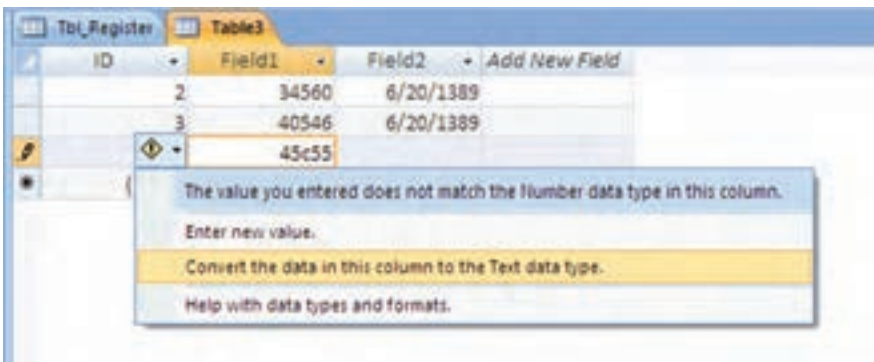 Tbl_Register Table3
ID Field1 Field2 Add New Field
2 34560 6/20/1389
3 40546 6/20/1389
45c55
(
The value you entered does not match the Number data type in this column.
Enter new value.
Convert the data in this column to the Text data type.
Help with data types and formats.